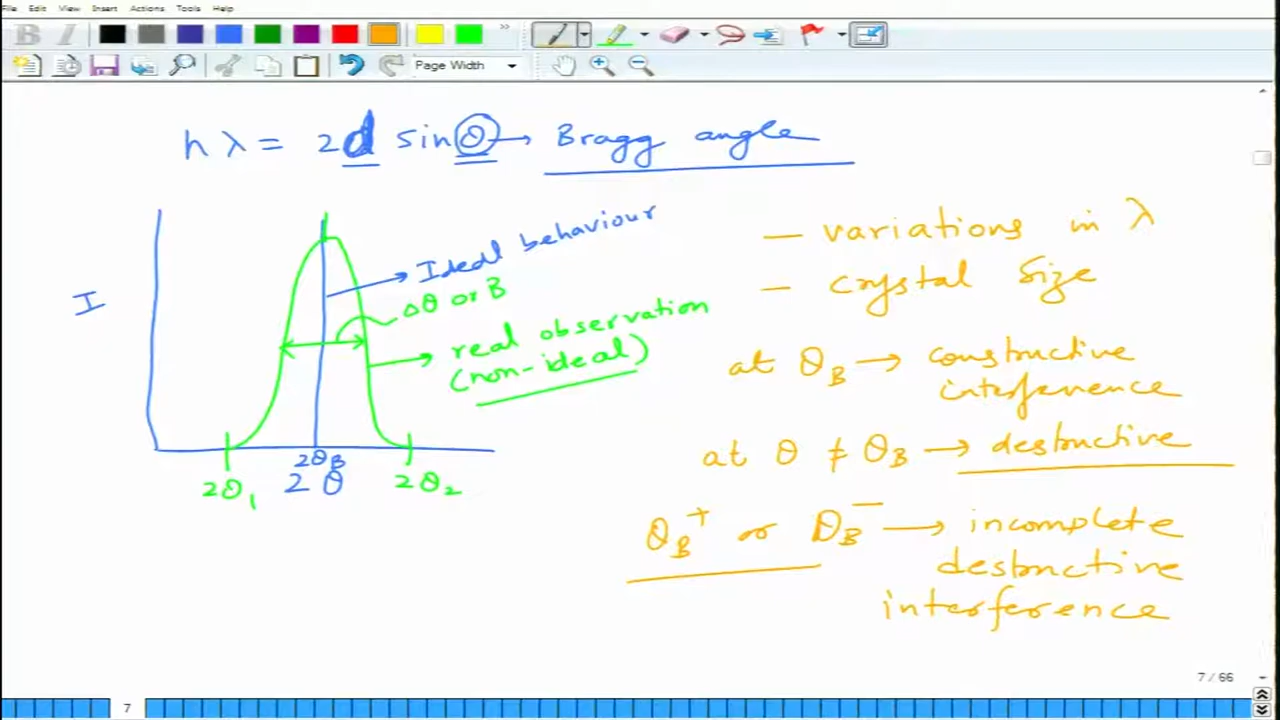 File Edit View Insert Actions Tools Help
B I
Page Width
nλ = 2d sinθ → Bragg angle
I
Ideal behaviour
Δθ or B
real observation
(non-ideal)
2θB
2θ1 2θ 2θ2
— variations in λ
— crystal size
at θB → constructive
interference
at θ ≠ θB → destructive
θB+ or θB− → incomplete
destructive
interference
7 / 66
7